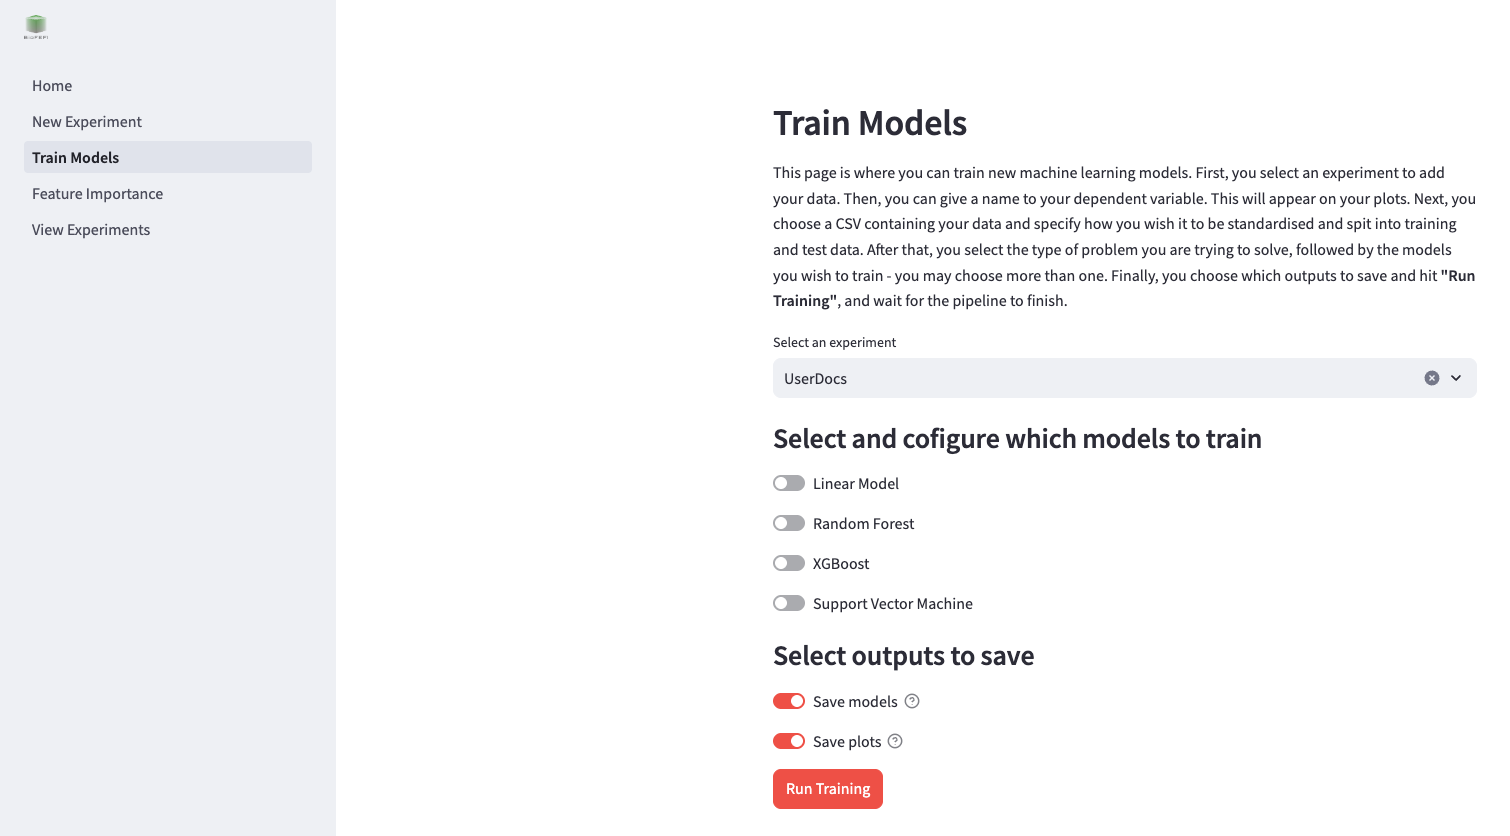 Home
New Experiment
Train Models
Feature Importance
View Experiments
Train Models
This page is where you can train new machine learning models. First, you select an experiment to add
your data. Then, you can give a name to your dependent variable. This will appear on your plots. Next, you
choose a CSV containing your data and specify how you wish it to be standardised and spit into training
and test data. After that, you select the type of problem you are trying to solve, followed by the models
you wish to train - you may choose more than one. Finally, you choose which outputs to save and hit "Run
Training", and wait for the pipeline to finish.
Select an experiment
UserDocs
Select and cofigure which models to train
Linear Model
Random Forest
XGBoost
Support Vector Machine
Select outputs to save
Save models
Save plots
Run Training